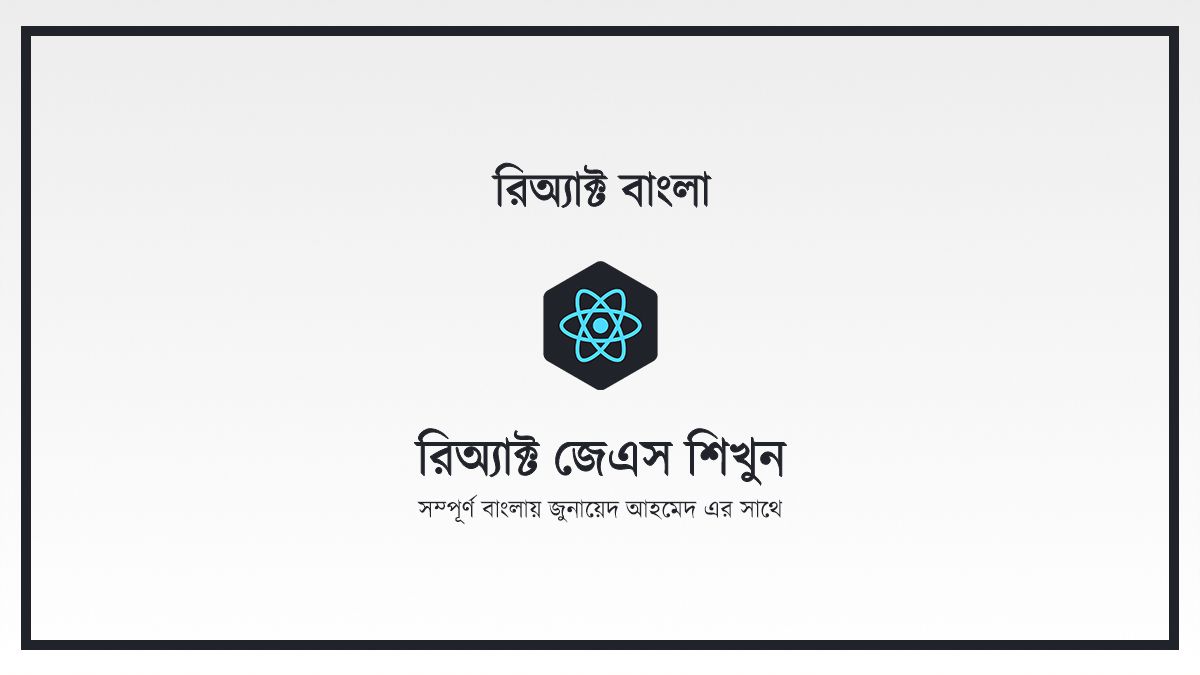 রিঅ্যাক্ট বাংলা
রিঅ্যাক্ট জেএস শিখুন
সম্পূর্ণ বাংলায় জুনায়েদ আহমেদ এর সাথে